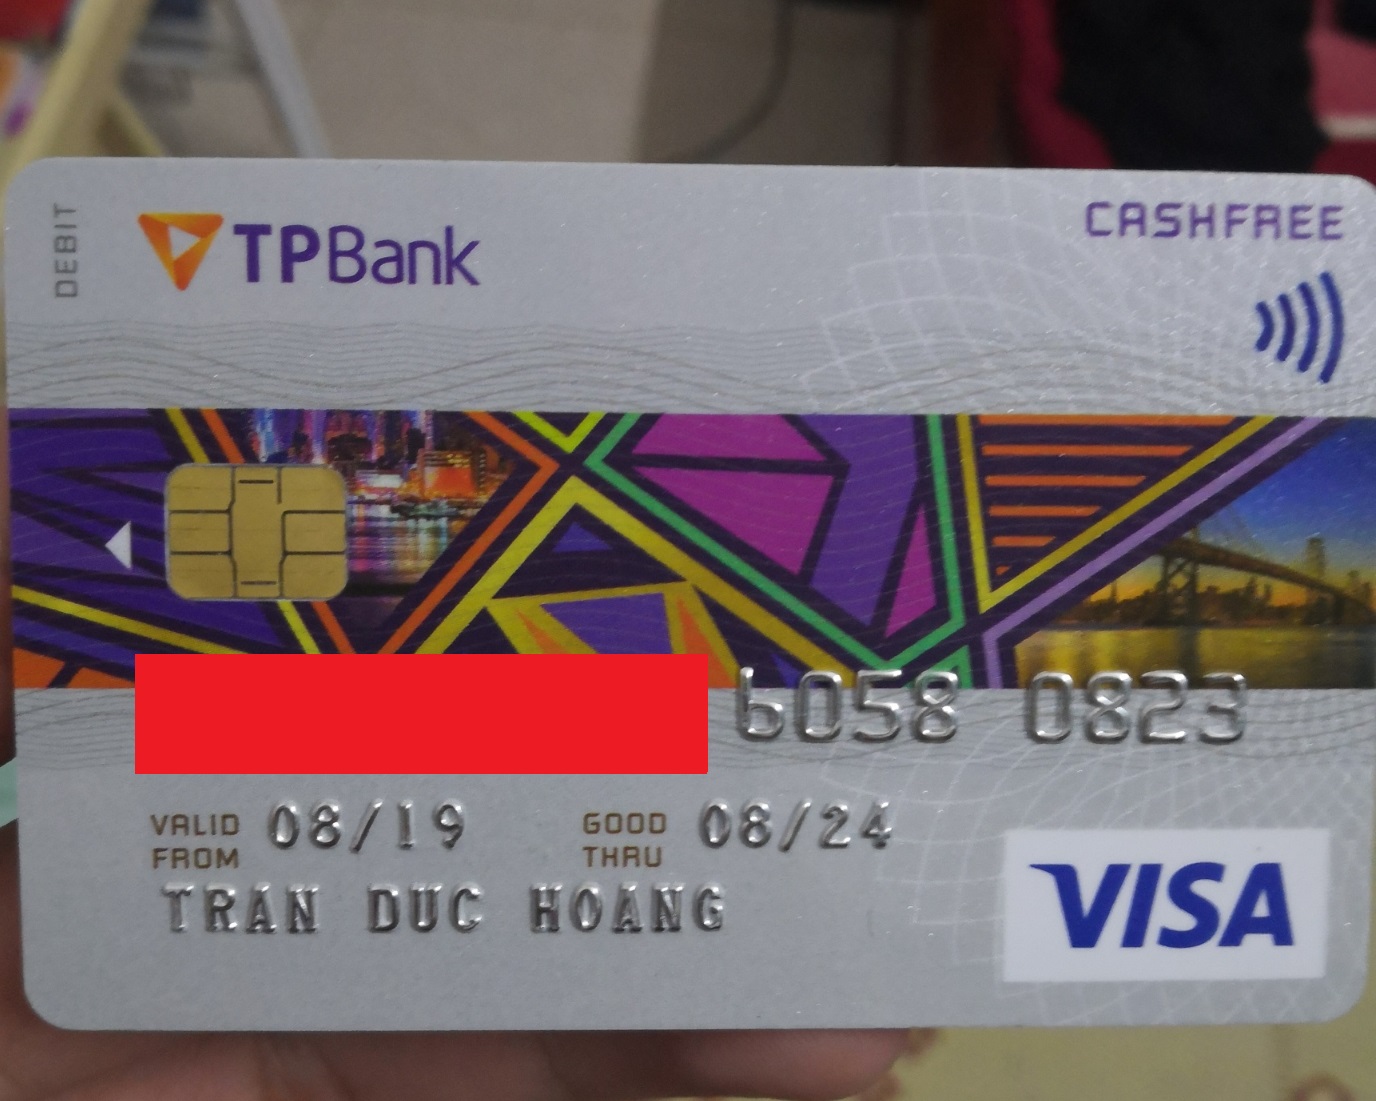 DEBIT
TPBank
CASHFREE
6058 0823
VALID FROM 08/19 GOOD THRU 08/24
TRAN DUC HOANG
VISA